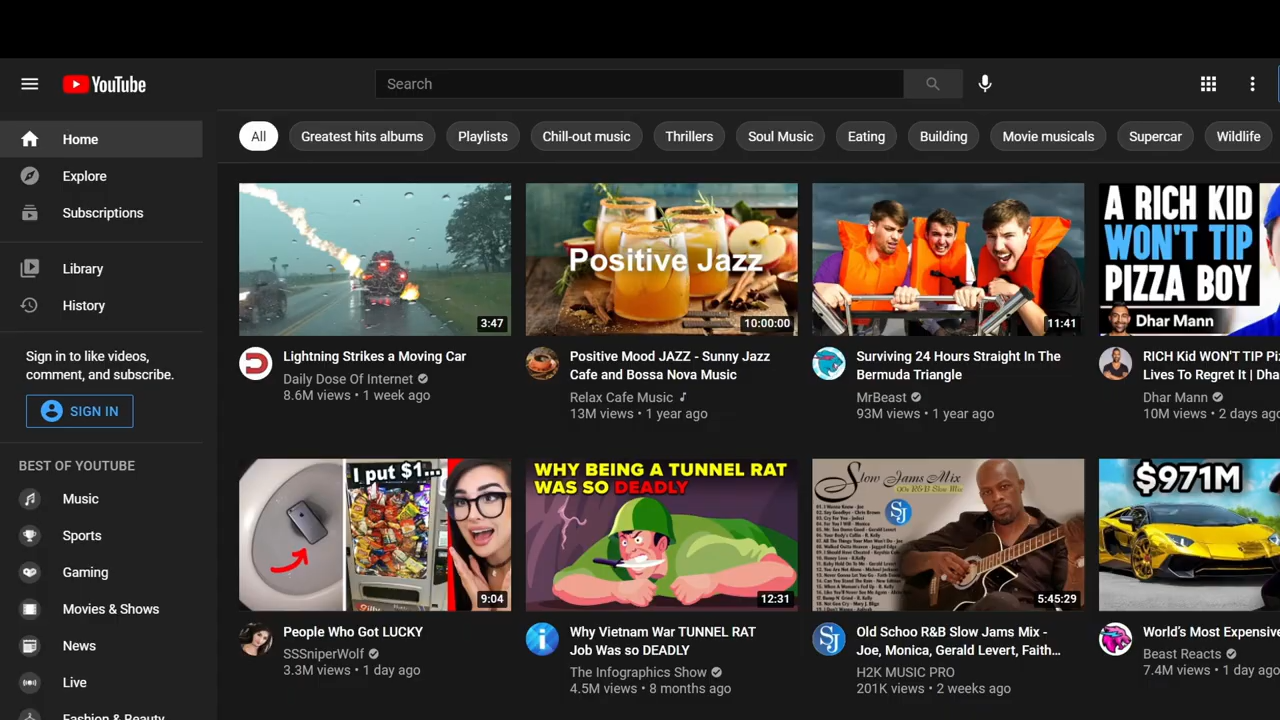 YouTube
Search
Home
Explore
Subscriptions
Library
History
Sign in to like videos,
comment, and subscribe.
SIGN IN
BEST OF YOUTUBE
Music
Sports
Gaming
Movies & Shows
News
Live
Fashion & Beauty
All
Greatest hits albums
Playlists
Chill-out music
Thrillers
Soul Music
Eating
Building
Movie musicals
Supercar
Wildlife
3:47
Lightning Strikes a Moving Car
Daily Dose Of Internet
8.6M views • 1 week ago
Positive Jazz
10:00:00
Positive Mood JAZZ - Sunny Jazz
Cafe and Bossa Nova Music
Relax Cafe Music
13M views • 1 year ago
11:41
Surviving 24 Hours Straight In The
Bermuda Triangle
MrBeast
93M views • 1 year ago
A RICH KID
WON'T TIP
PIZZA BOY
Dhar Mann
RICH Kid WON'T TIP Pi
Lives To Regret It | Dha
Dhar Mann
10M views • 2 days ago
I put $1...
9:04
People Who Got LUCKY
SSSniperWolf
3.3M views • 1 day ago
WHY BEING A TUNNEL RAT
WAS SO DEADLY
12:31
Why Vietnam War TUNNEL RAT
Job Was so DEADLY
The Infographics Show
4.5M views • 8 months ago
Slow Jams Mix
90s R&B Slow Mix
SJ
5:45:29
SJ
Old Schoo R&B Slow Jams Mix -
Joe, Monica, Gerald Levert, Faith...
H2K MUSIC PRO
201K views • 2 weeks ago
$971M
World's Most Expensive
Beast Reacts
7.4M views • 1 day ago